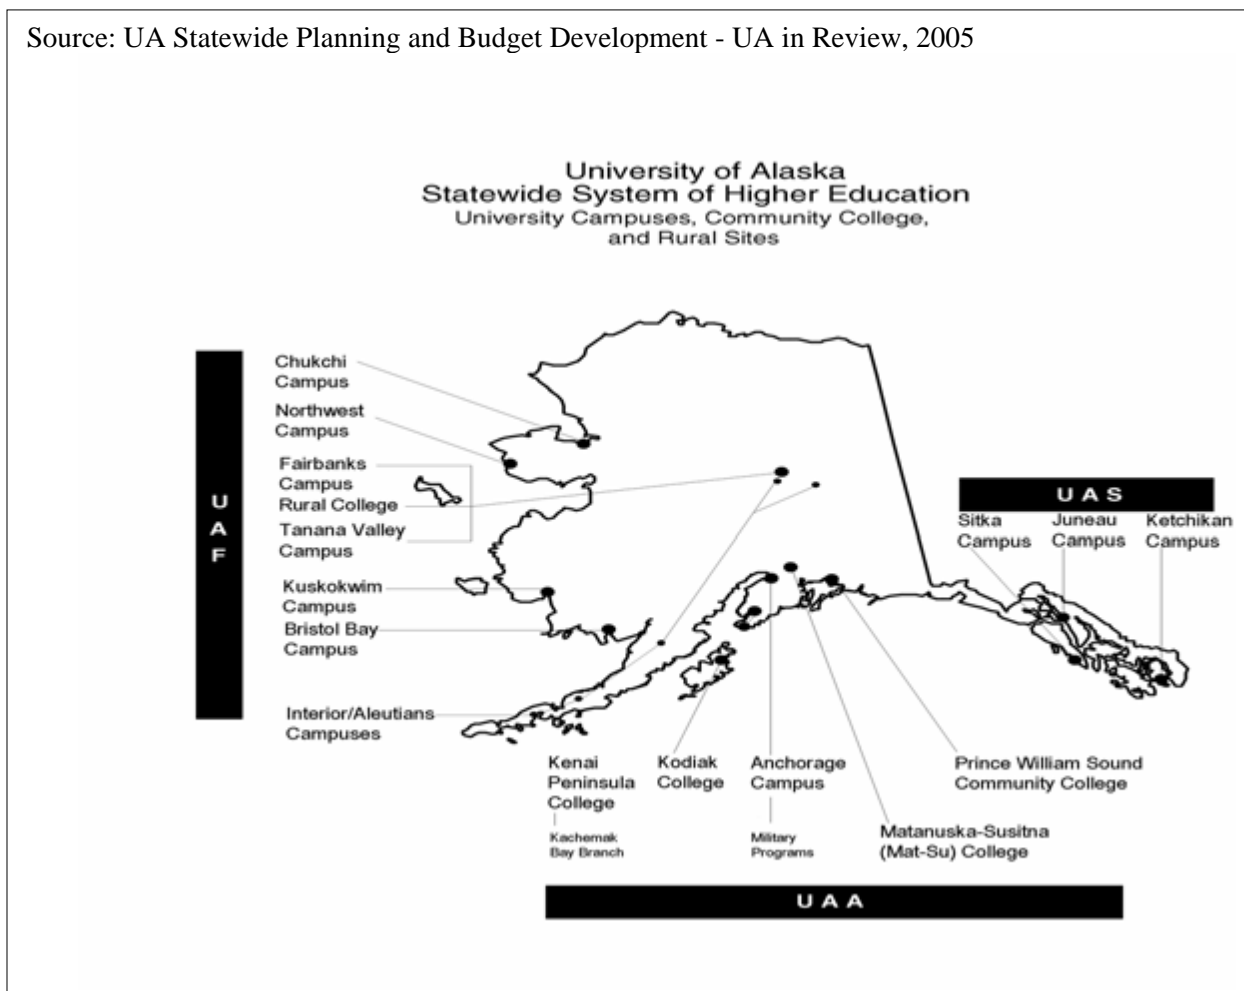 Source: UA Statewide Planning and Budget Development - UA in Review, 2005
University of Alaska
Statewide System of Higher Education
University Campuses, Community College,
and Rural Sites
UAF
Chukchi
Campus
Northwest
Campus
Fairbanks
Campus
Rural College
Tanana Valley
Campus
Kuskokwim
Campus
Bristol Bay
Campus
Interior/Aleutians
Campuses
UAS
Sitka
Campus
Juneau
Campus
Ketchikan
Campus
Kenai
Peninsula
College
Kachemak
Bay Branch
Kodiak
College
Anchorage
Campus
Military
Programs
Prince William Sound
Community College
Matanuska-Susitna
(Mat-Su) College
UAA